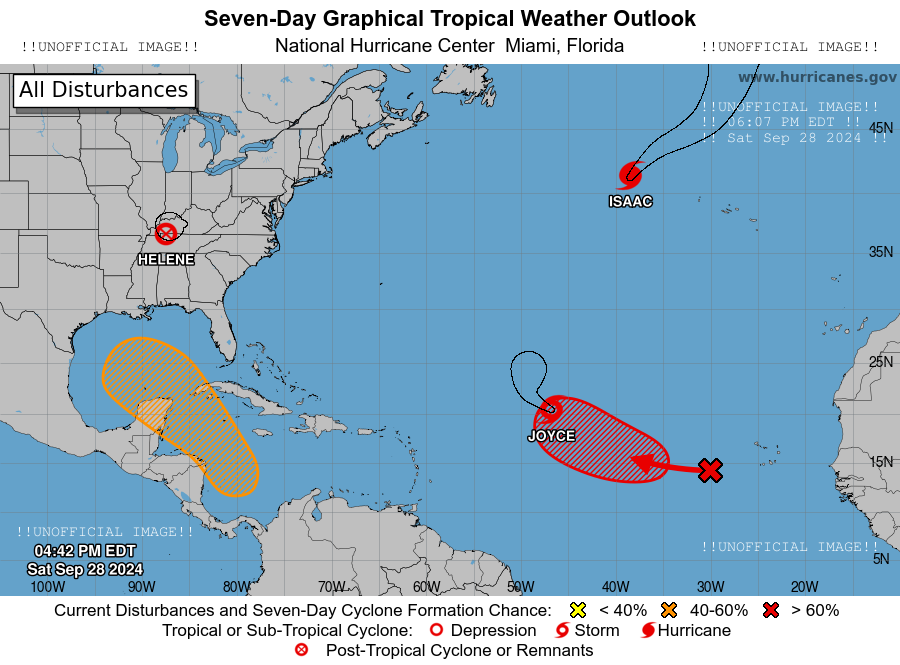 Seven-Day Graphical Tropical Weather Outlook
!!UNOFFICIAL IMAGE!! National Hurricane Center  Miami, Florida !!UNOFFICIAL IMAGE!!
All Disturbances
www.hurricanes.gov
!!UNOFFICIAL IMAGE!!
!! 06:07 PM EDT !!
!! Sat Sep 28 2024 !!
45N
ISAAC
HELENE
35N
25N
JOYCE
15N
!!UNOFFICIAL IMAGE!!
04:42 PM EDT
Sat Sep 28 2024
!!UNOFFICIAL IMAGE!!
5N
100W 90W 80W 70W 60W 50W 40W 30W 20W
Current Disturbances and Seven-Day Cyclone Formation Chance: < 40% 40-60% > 60%
Tropical or Sub-Tropical Cyclone: Depression Storm Hurricane
Post-Tropical Cyclone or Remnants